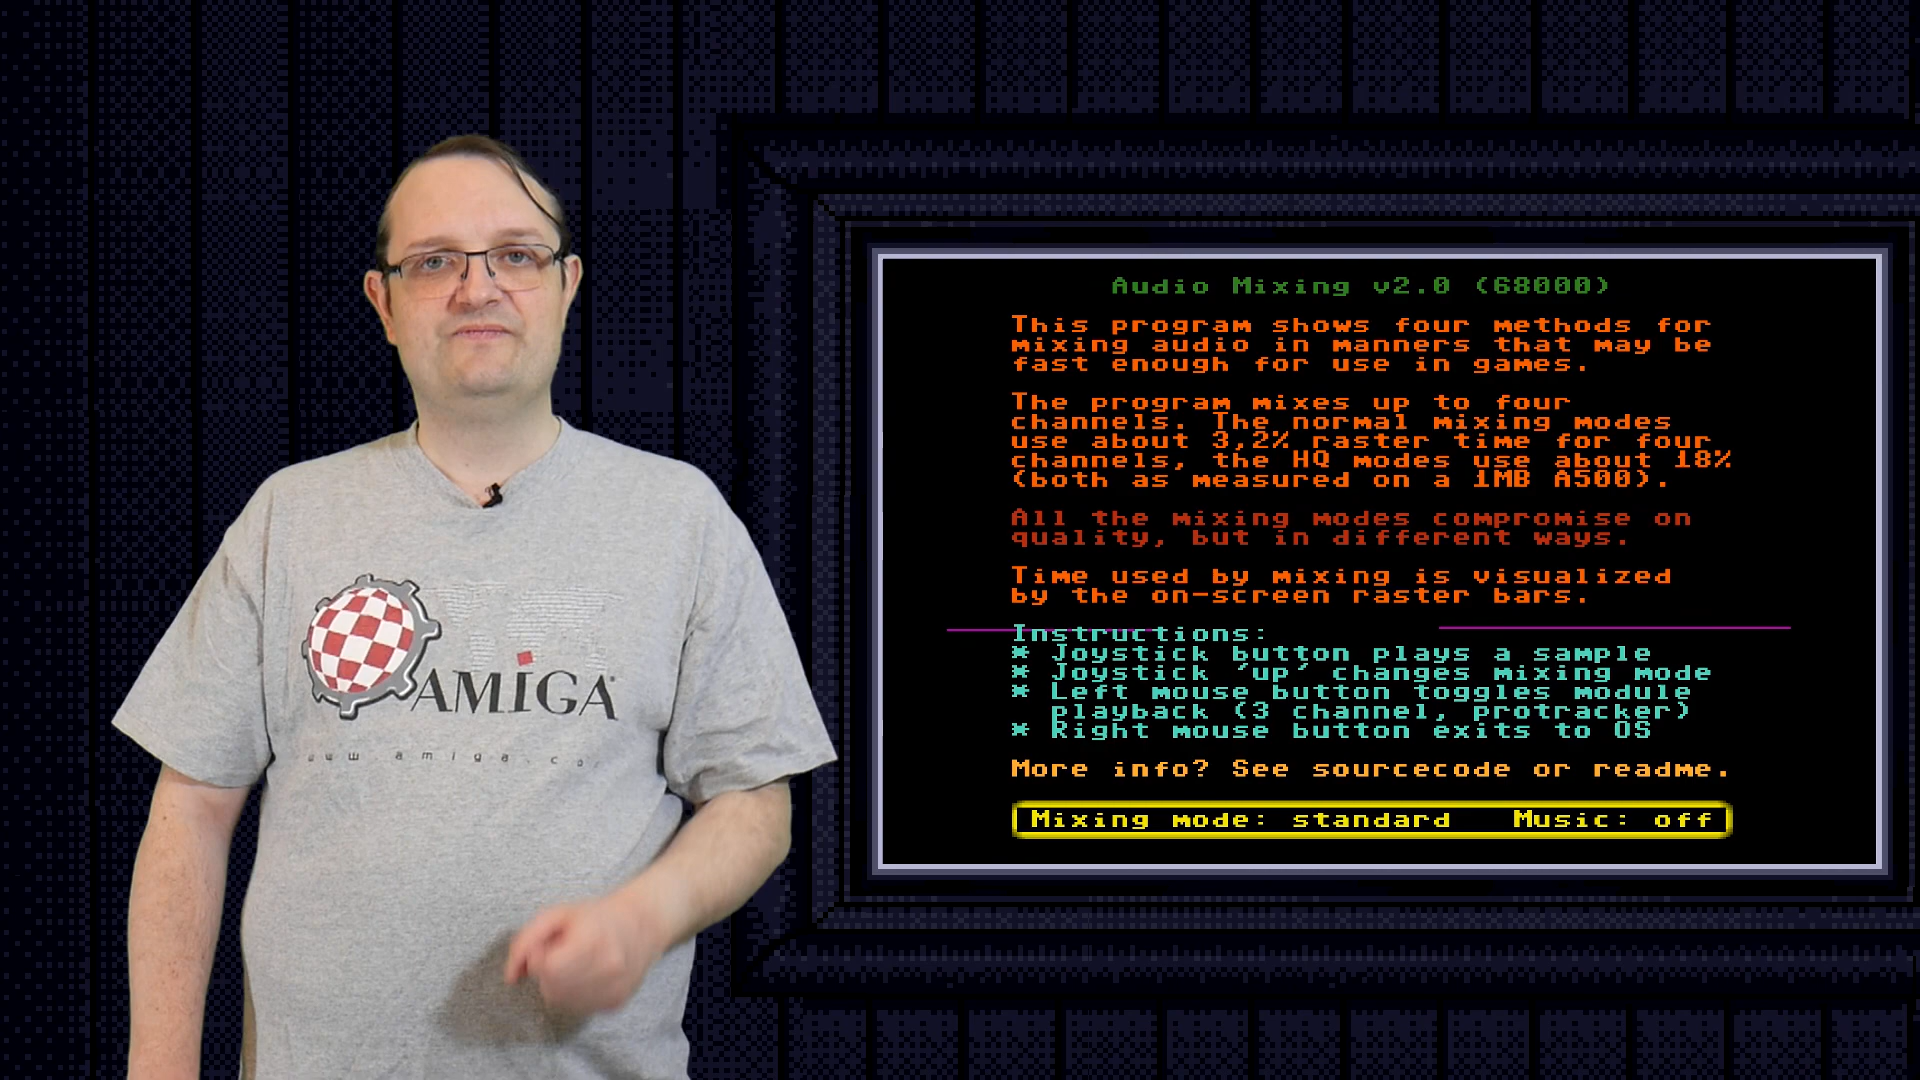 Audio Mixing v2.0 (68000)
This program shows four methods for
mixing audio in manners that may be
fast enough for use in games.
The program mixes up to four
channels. The normal mixing modes
use about 3,2% raster time for four
channels, the HQ modes use about 18%
(both as measured on a 1MB A500).
All the mixing modes compromise on
quality, but in different ways.
Time used by mixing is visualized
by the on-screen raster bars.
Instructions:
* Joystick button plays a sample
* Joystick 'up' changes mixing mode
* Left mouse button toggles module
playback (3 channel, protracker)
* Right mouse button exits to OS
More info? See sourcecode or readme.
Mixing mode: standard Music: off
AMIGA
www.amiga.co